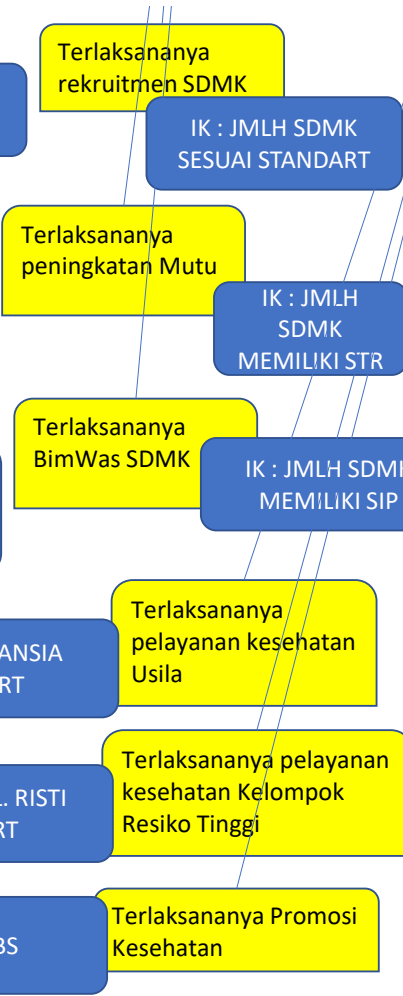 Terlaksananya
rekruitmen SDMK
IK : JMLH SDMK
SESUAI STANDART
Terlaksananya
peningkatan Mutu
IK : JMLH
SDMK
MEMILIKI STR
Terlaksananya
BimWas SDMK
IK : JMLH SDMK
MEMILIKI SIP
Terlaksananya
pelayanan kesehatan
Usila
ANSIA
RT
Terlaksananya pelayanan
kesehatan Kelompok
Resiko Tinggi
. RISTI
RT
Terlaksananya Promosi
Kesehatan
BS